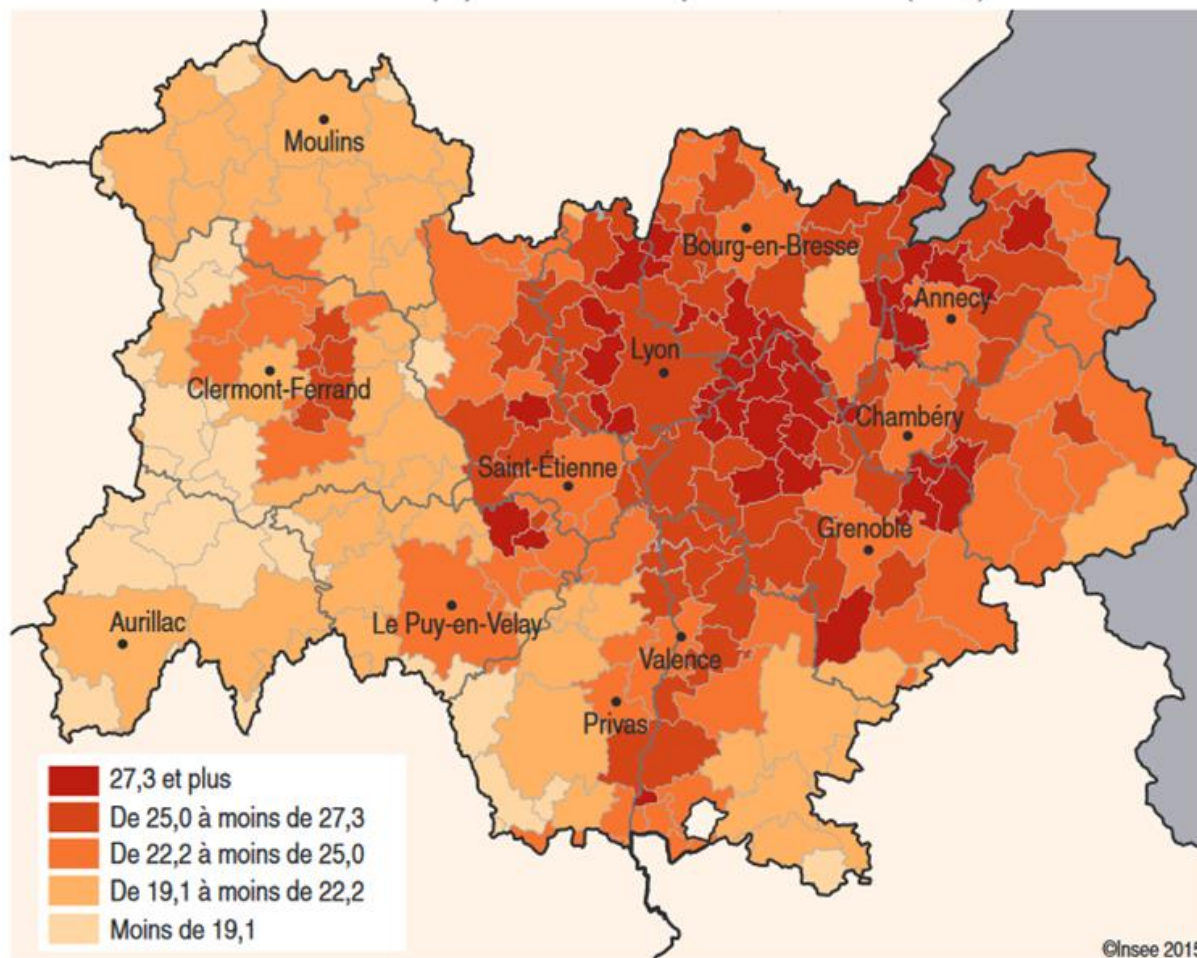 Moulins
Bourg-en-Bresse
Annecy
Lyon
Clermont-Ferrand
Chambéry
Saint-Étienne
Grenoble
Aurillac
Le Puy-en-Velay
Valence
Privas
27,3 et plus
De 25,0 à moins de 27,3
De 22,2 à moins de 25,0
De 19,1 à moins de 22,2
Moins de 19,1
©Insee 2015